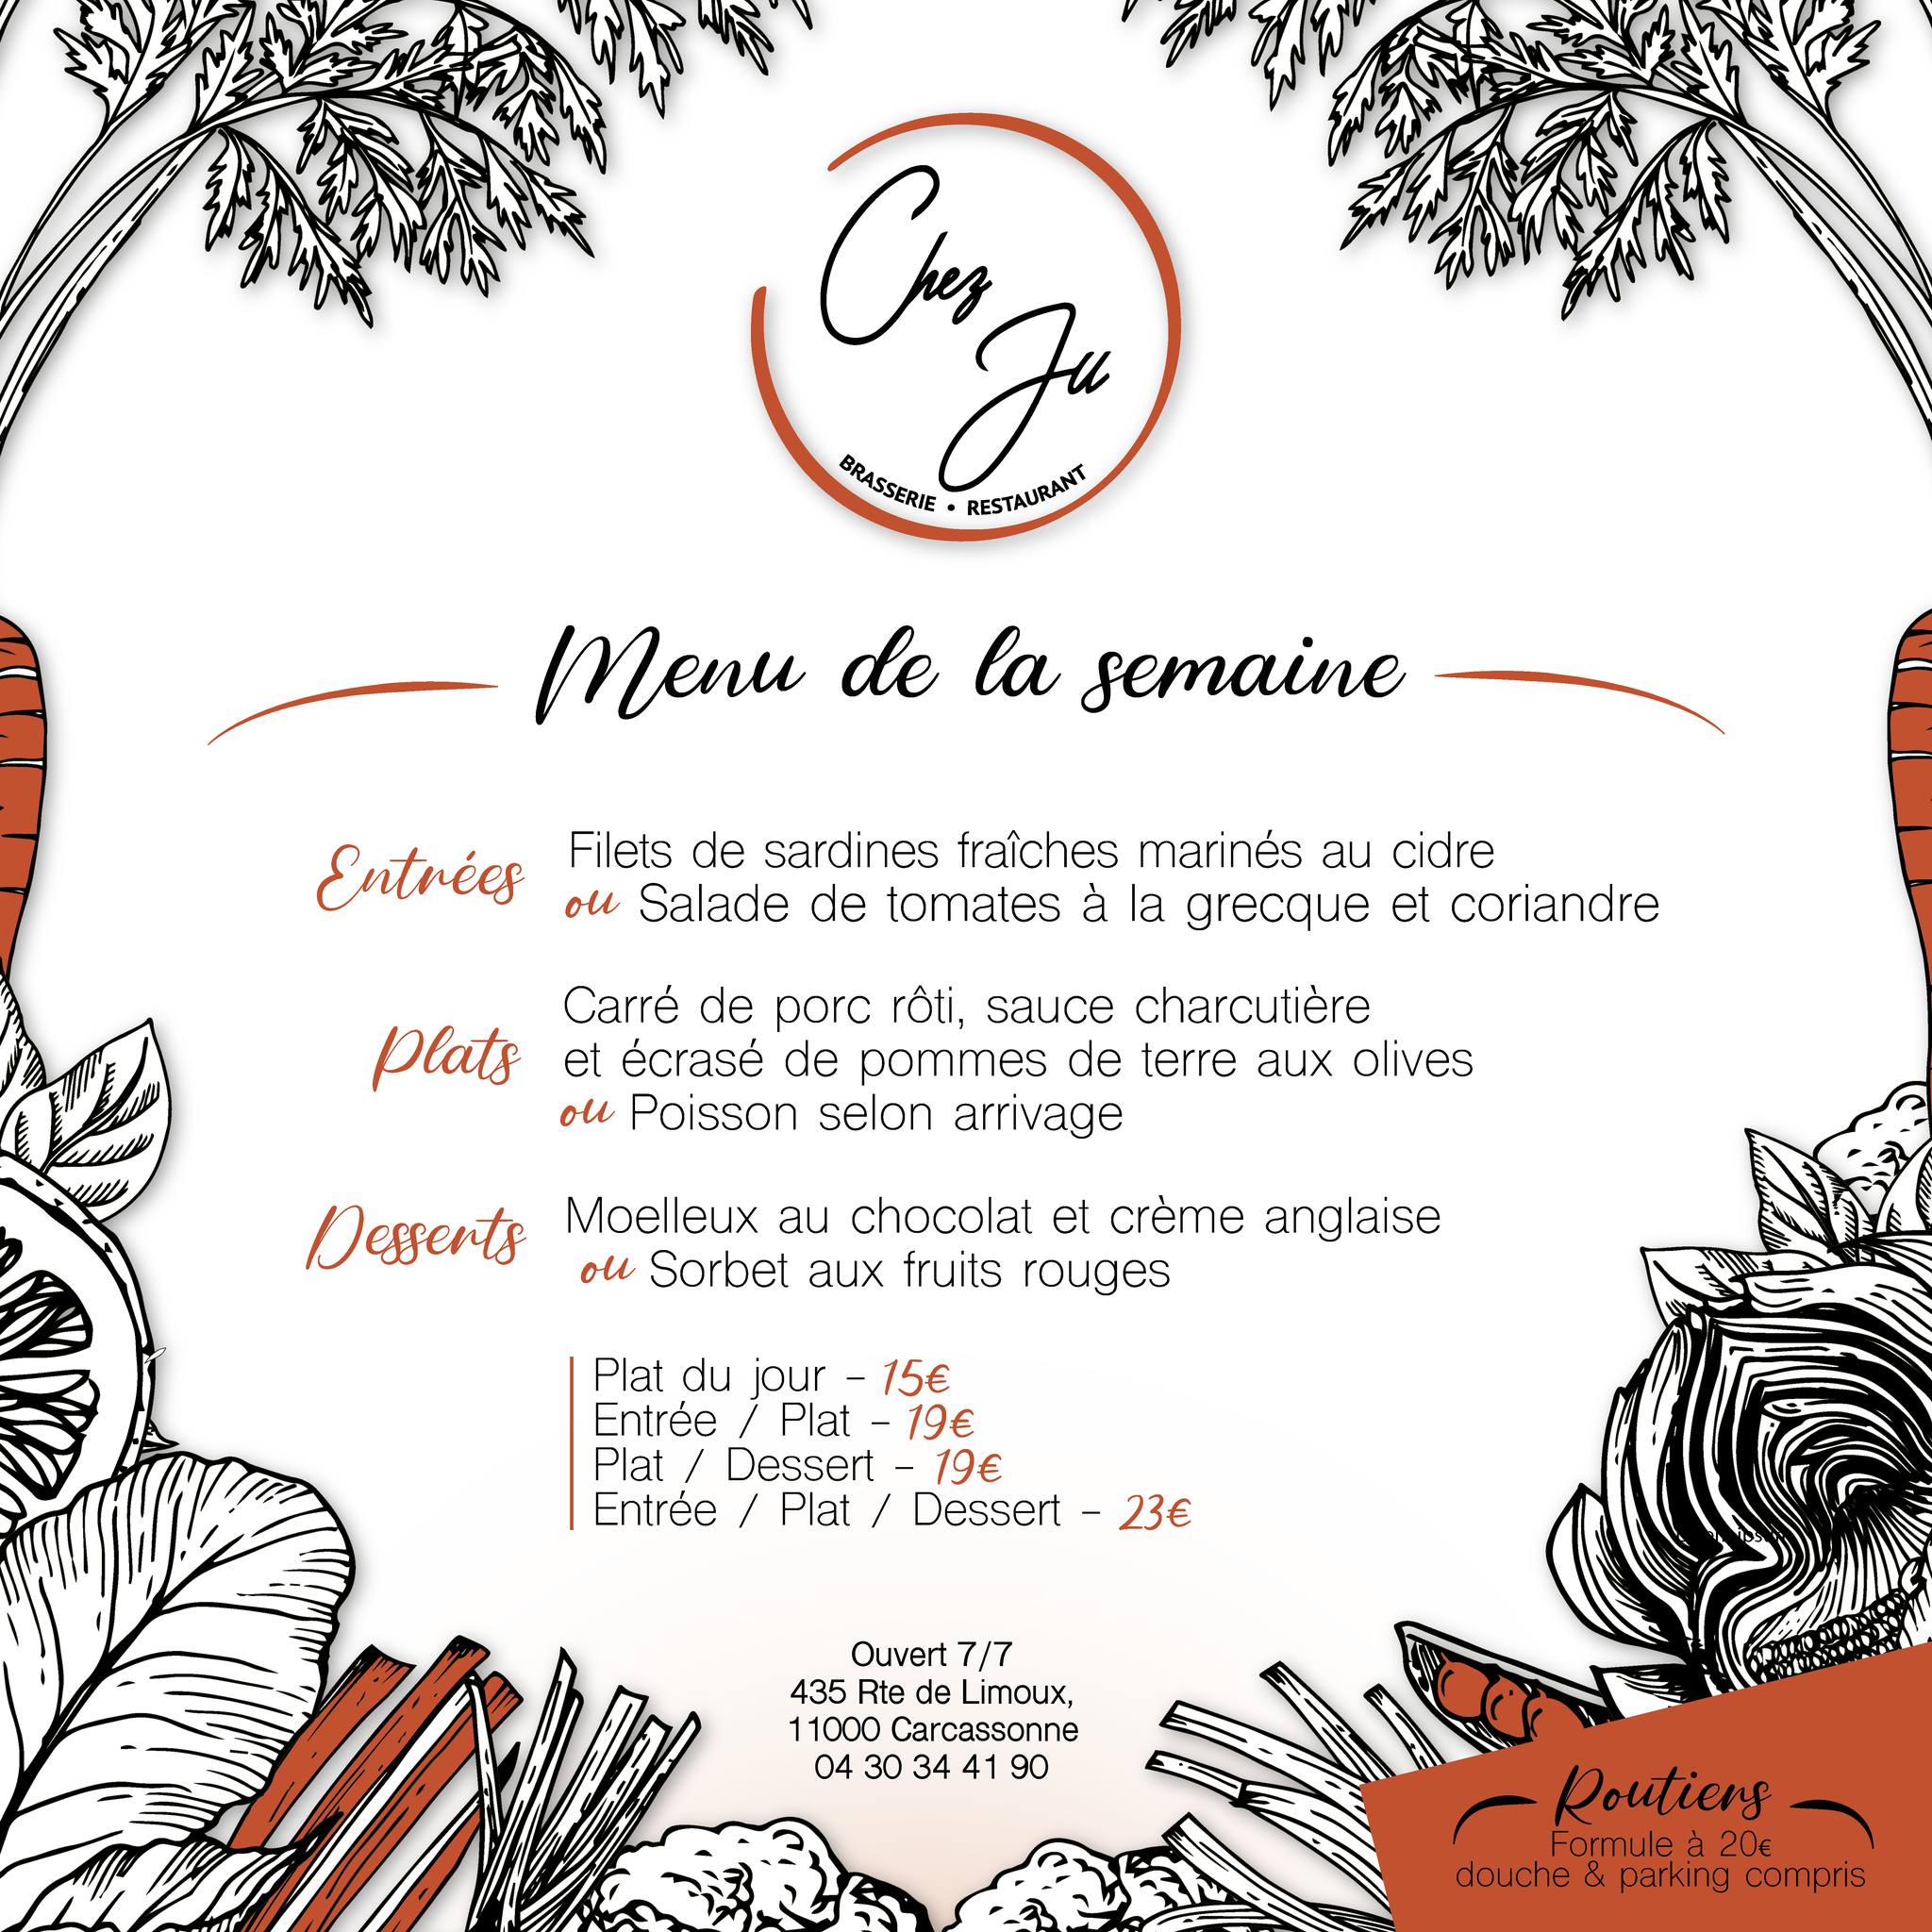 Chez
Ju
BRASSERIE • RESTAURANT
Menu de la semaine
Entrées
Filets de sardines fraîches marinés au cidre
ou Salade de tomates à la grecque et coriandre
Plats
Carré de porc rôti, sauce charcutière
et écrasé de pommes de terre aux olives
ou Poisson selon arrivage
Desserts
Moelleux au chocolat et crème anglaise
ou Sorbet aux fruits rouges
Plat du jour - 15€
Entrée / Plat - 19€
Plat / Dessert - 19€
Entrée / Plat / Dessert - 23€
Ouvert 7/7
435 Rte de Limoux,
11000 Carcassonne
04 30 34 41 90
Routiers
Formule à 20€
douche & parking compris